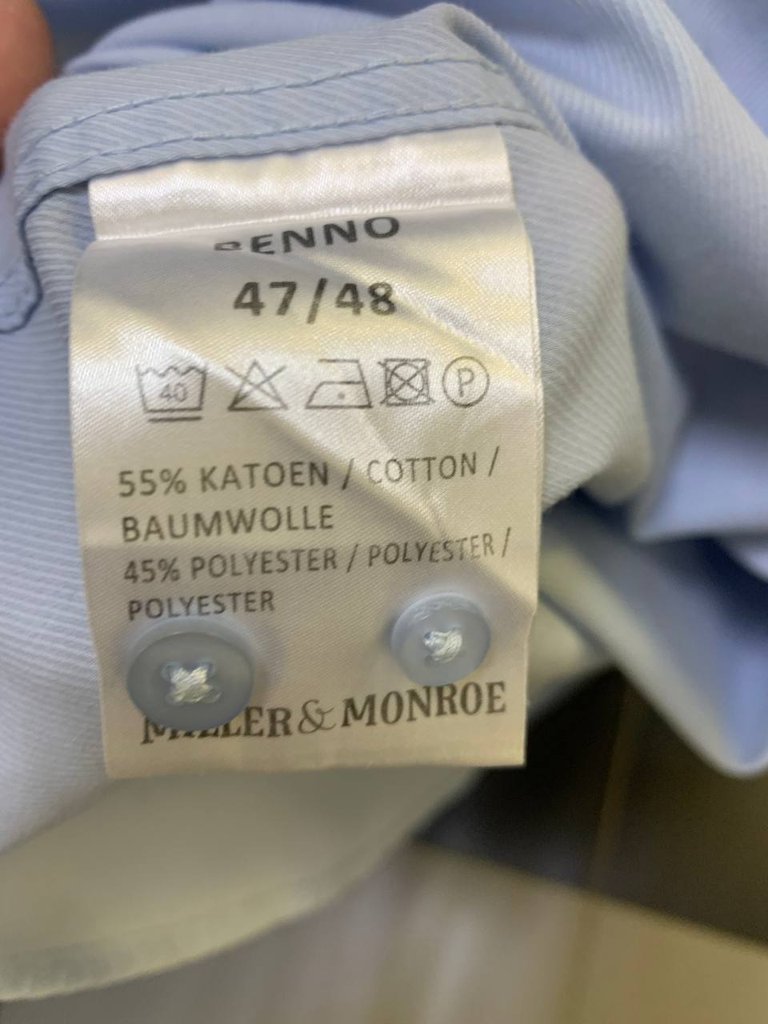 47/48
40 P
55% KATOEN / COTTON /
BAUMWOLLE
45% POLYESTER / POLYESTER /
POLYESTER
& MONROE